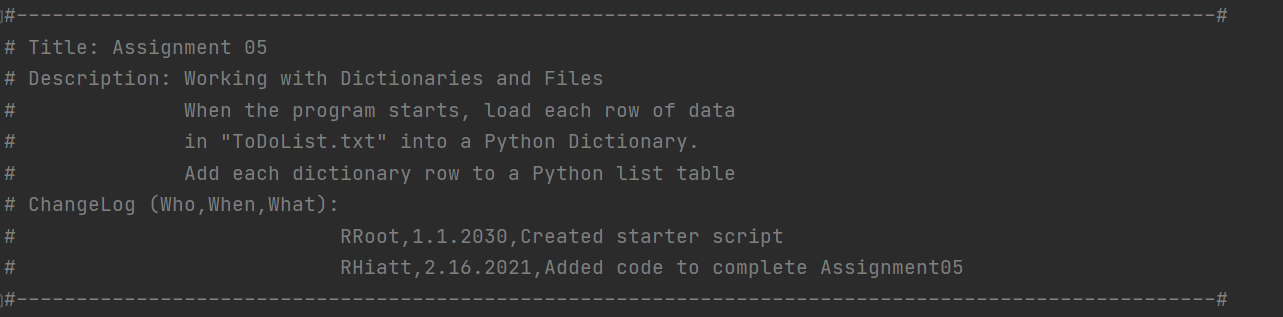 #----------------------------------------------------------------------------------------------------#
# Title: Assignment 05
# Description: Working with Dictionaries and Files
#              When the program starts, load each row of data
#              in "ToDoList.txt" into a Python Dictionary.
#              Add each dictionary row to a Python list table
# ChangeLog (Who,When,What):
#                           RRoot,1.1.2030,Created starter script
#                           RHiatt,2.16.2021,Added code to complete Assignment05
#----------------------------------------------------------------------------------------------------#